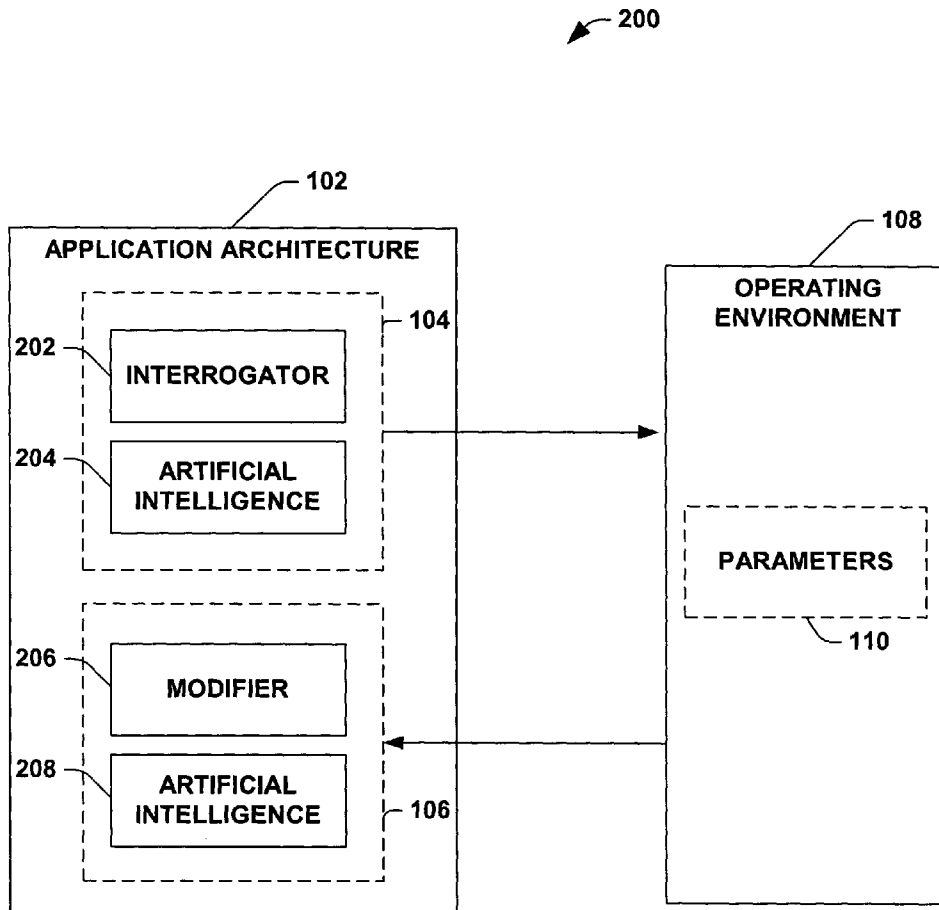 200
102
APPLICATION ARCHITECTURE
104
202
INTERROGATOR
204
ARTIFICIAL
INTELLIGENCE
206
MODIFIER
208
ARTIFICIAL
INTELLIGENCE
106
108
OPERATING
ENVIRONMENT
PARAMETERS
110